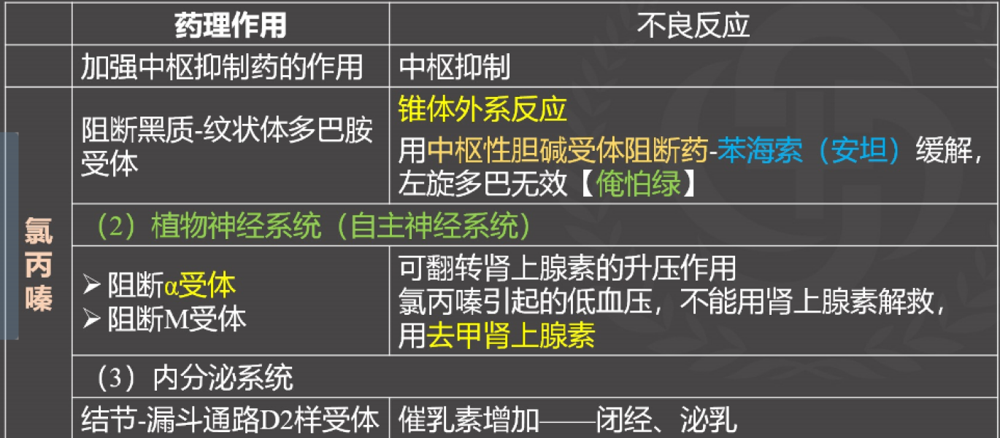 药理作用
不良反应
加强中枢抑制药的作用
中枢抑制
氯丙嗪
阻断黑质-纹状体多巴胺
受体
锥体外系反应
用中枢性胆碱受体阻断药-苯海索（安坦）缓解，
左旋多巴无效【俺怕绿】
（2）植物神经系统（自主神经系统）
➢ 阻断α受体
➢ 阻断M受体
可翻转肾上腺素的升压作用
氯丙嗪引起的低血压，不能用肾上腺素解救，
用去甲肾上腺素
（3）内分泌系统
结节-漏斗通路D2样受体
催乳素增加——闭经、泌乳